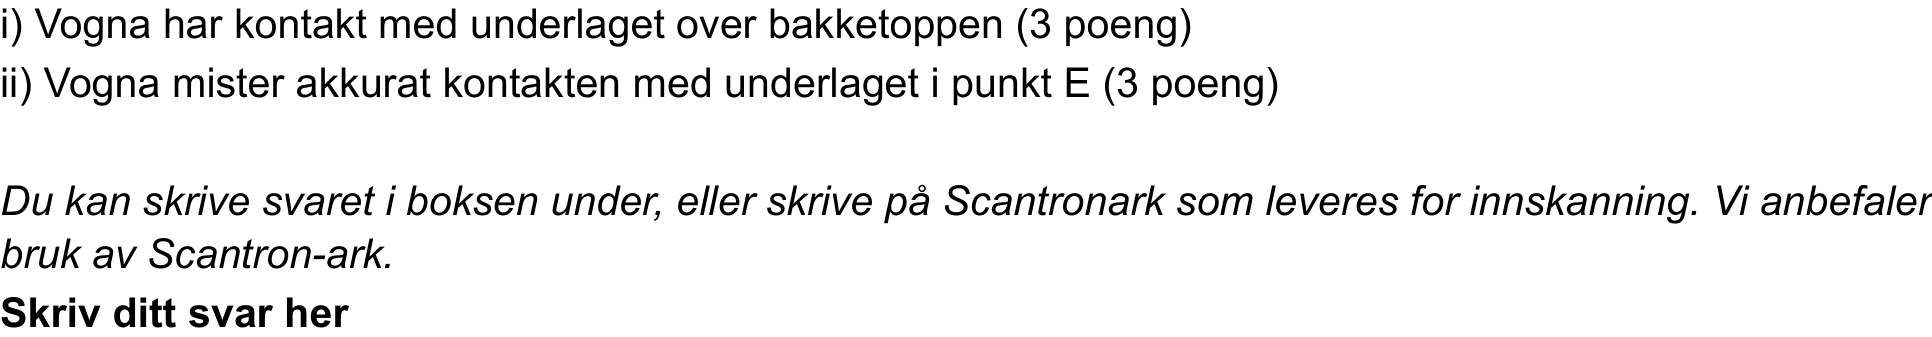 i) Vogna har kontakt med underlaget over bakketoppen (3 poeng)
ii) Vogna mister akkurat kontakten med underlaget i punkt E (3 poeng)
Du kan skrive svaret i boksen under, eller skrive på Scantronark som leveres for innskanning. Vi anbefaler
bruk av Scantron-ark.
Skriv ditt svar her